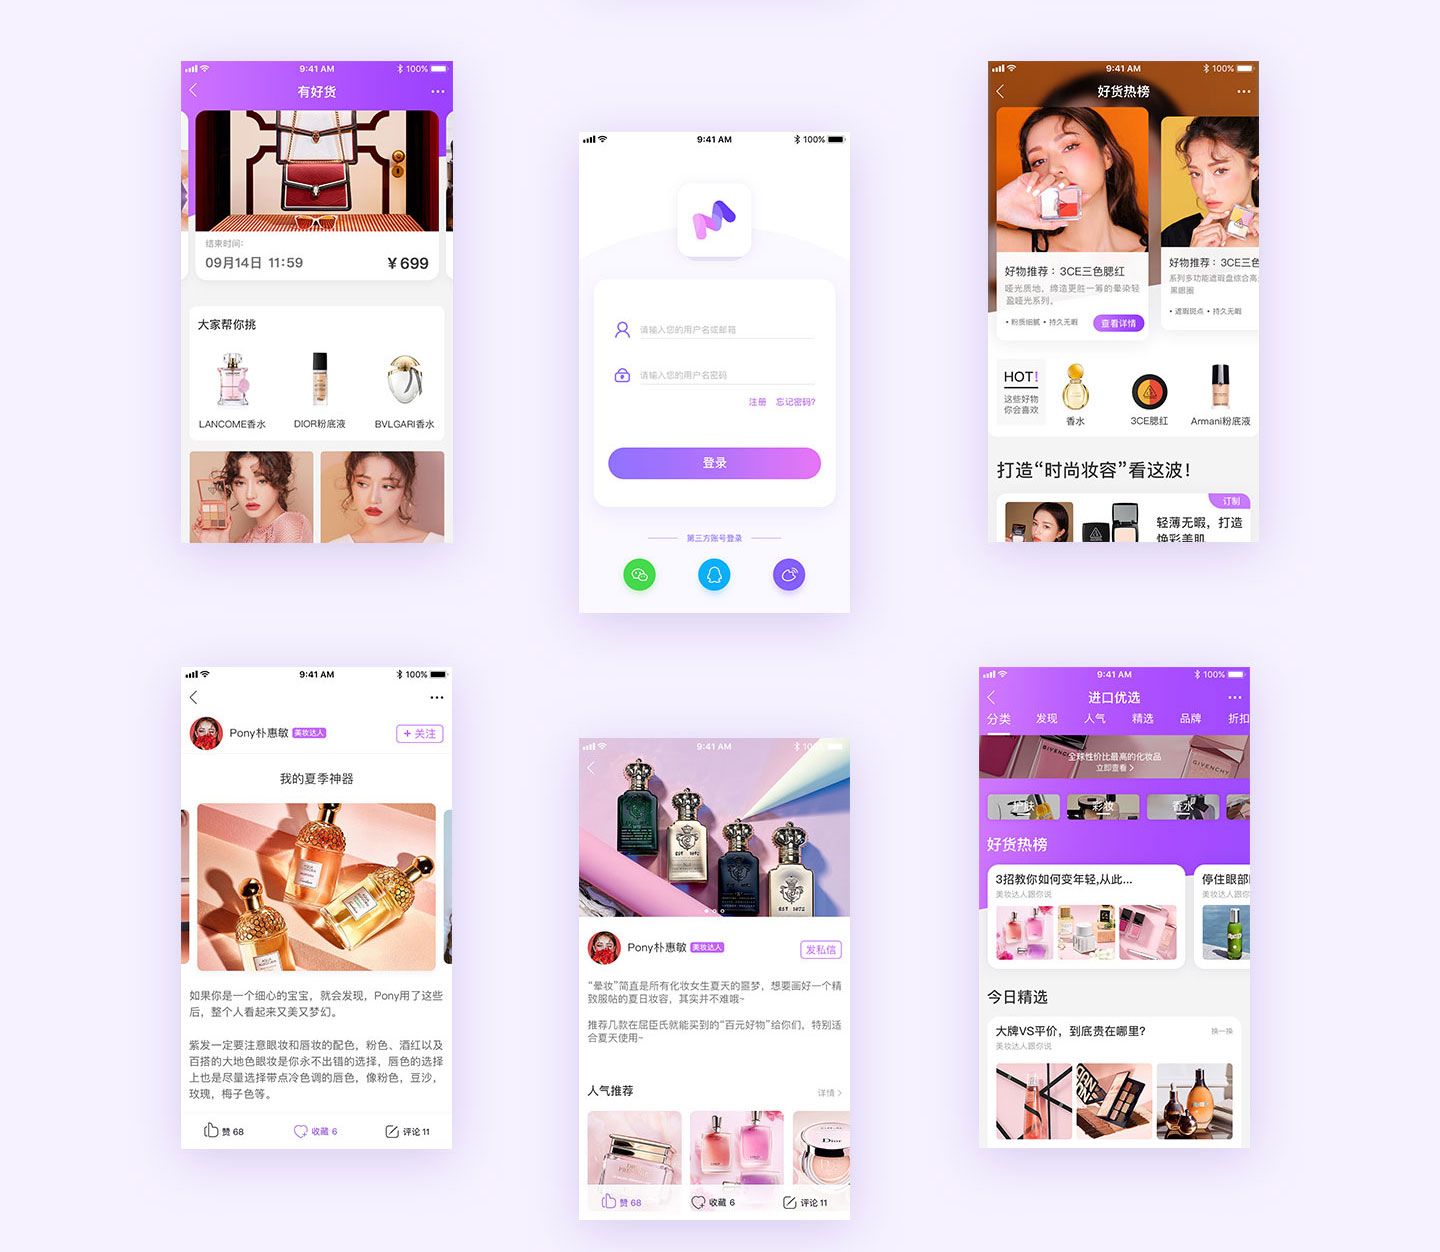 9:41 AM
100%
有好货
结束时间:
09月14日 11:59
¥699
大家帮你挑
LANCOME香水
DIOR粉底液
BVLGARI香水
9:41 AM
100%
请输入您的用户名或邮箱
请输入您的用户名密码
注册 忘记密码?
登录
第三方账号登录
9:41 AM
100%
好货热榜
好物推荐：3CE三色腮红
哑光质地，缔造更胜一筹的晕染轻
盈哑光系列。
• 粉质细腻 • 持久无暇
查看详情
好物推荐：3CE三色
系列多功能遮瑕盘综合高
黑眼圈
• 遮瑕斑点 • 持久无暇
HOT!
这些好物
你会喜欢
香水
3CE腮红
Armani粉底液
打造“时尚妆容”看这波！
订制
轻薄无暇，打造
焕彩美肌
9:41 AM
100%
Pony朴惠敏
美妆达人
+ 关注
我的夏季神器
如果你是一个细心的宝宝，就会发现，Pony用了这些
后，整个人看起来又美又梦幻。
紫发一定要注意眼妆和唇妆的配色，粉色、酒红以及
百搭的大地色眼妆是你永不出错的选择，唇色的选择
上也是尽量选择带点冷色调的唇色，像粉色，豆沙，
玫瑰，梅子色等。
赞 68
收藏 6
评论 11
9:41 AM
100%
EST 1872
Pony朴惠敏
美妆达人
发私信
“晕妆”简直是所有化妆女生夏天的噩梦，想要画好一个精
致服帖的夏日妆容，其实并不难哦~
推荐几款在屈臣氏就能买到的“百元好物”给你们，特别适
合夏天使用~
人气推荐
详情 >
Dior
赞 68
收藏 6
评论 11
9:41 AM
100%
进口优选
分类 发现 人气 精选 品牌 折扣
GIVENCHY
全球性价比最高的化妆品
立即查看 >
GIVENCHY
护肤
彩妆
香水
好货热榜
3招教你如何变年轻,从此...
美妆达人跟你说
停住眼部
美妆达人跟你
今日精选
大牌VS平价，到底贵在哪里?
换一换
美妆达人跟你说